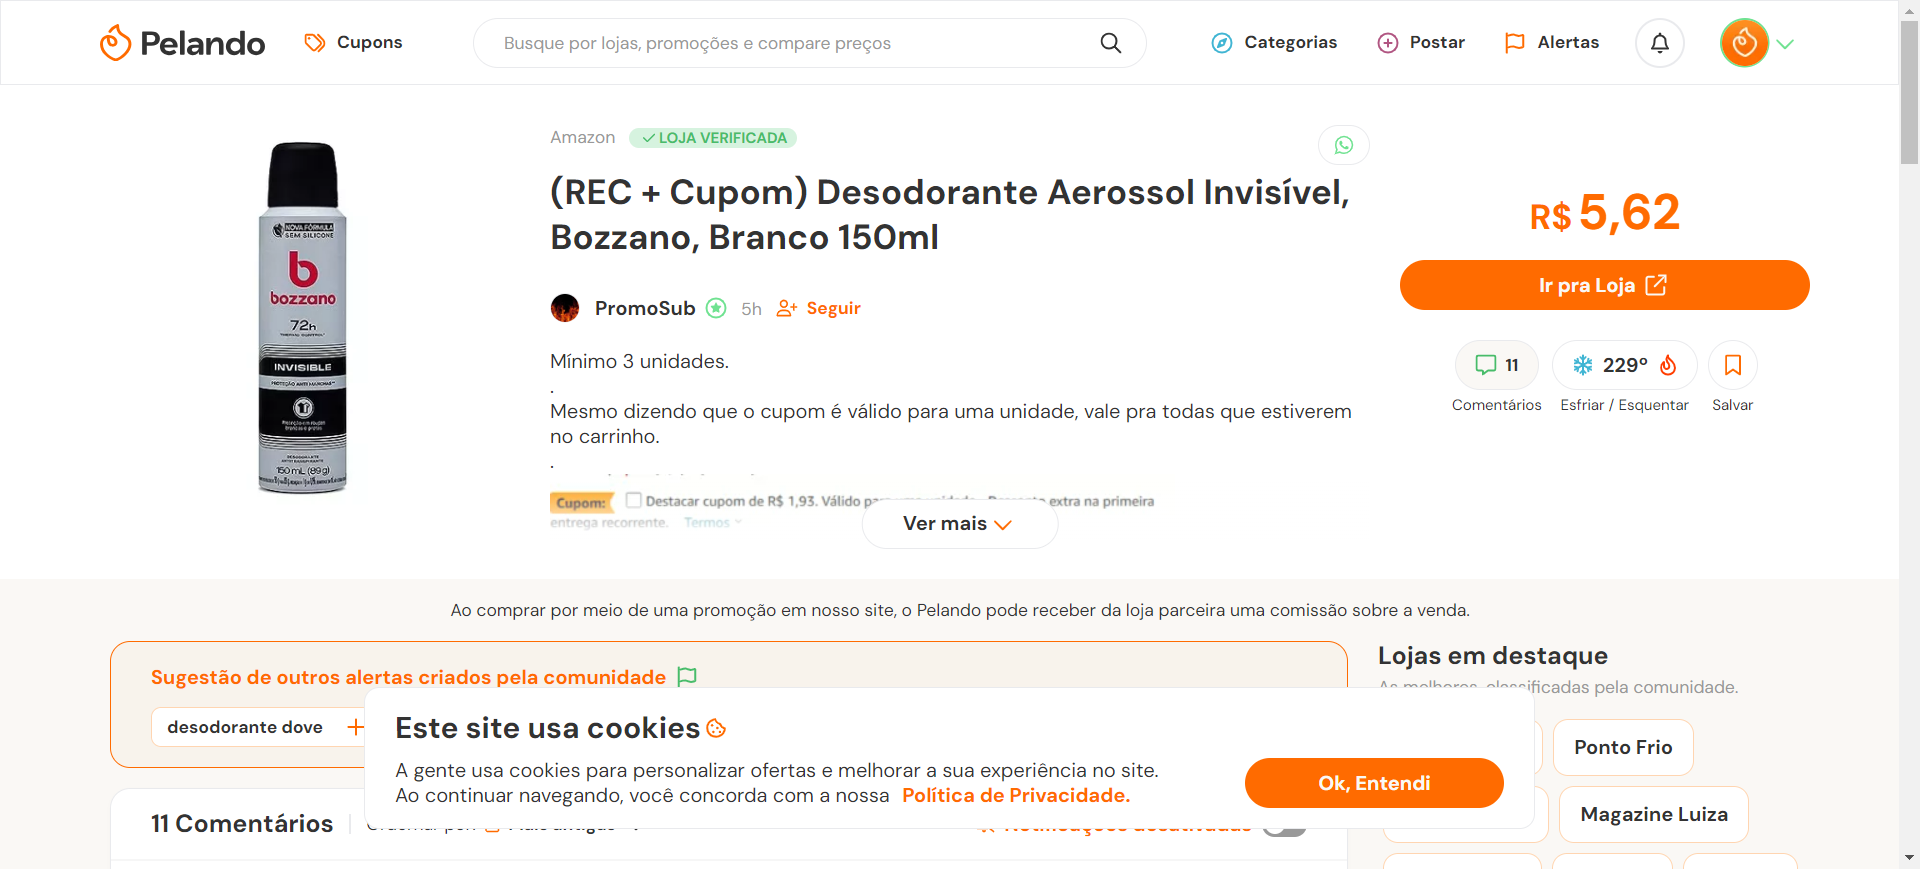 Pelando
Cupons
Busque por lojas, promoções e compare preços
Categorias
Postar
Alertas
Amazon
LOJA VERIFICADA
(REC + Cupom) Desodorante Aerossol Invisível,
Bozzano, Branco 150ml
PromoSub
5h
Seguir
Mínimo 3 unidades.
.
Mesmo dizendo que o cupom é válido para uma unidade, vale pra todas que estiverem
no carrinho.
.
Cupom: Destacar cupom de R$ 1,93. Válido extra na primeira
entrega recorrente. Termos
Ver mais
NOVA FÓRMULA
SEM SILICONE
b
bozzano
72h
INVISIBLE
150 mL (89g)
R$ 5,62
Ir pra Loja
11
229º
Comentários
Esfriar / Esquentar
Salvar
Ao comprar por meio de uma promoção em nosso site, o Pelando pode receber da loja parceira uma comissão sobre a venda.
Sugestão de outros alertas criados pela comunidade
desodorante dove
Lojas em destaque
As melhores, classificadas pela comunidade.
Ponto Frio
Magazine Luiza
Este site usa cookies
A gente usa cookies para personalizar ofertas e melhorar a sua experiência no site.
Ao continuar navegando, você concorda com a nossa Política de Privacidade.
Ok, Entendi
11 Comentários